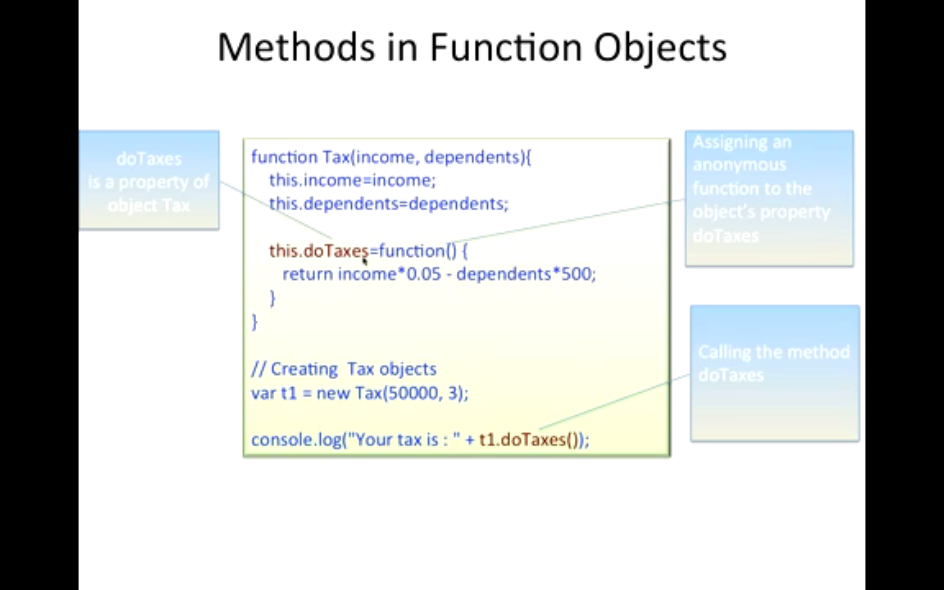 Methods in Function Objects
doTaxes
is a property of
object Tax
function Tax(income, dependents){
this.income=income;
this.dependents=dependents;
this.doTaxes=function() {
return income*0.05 - dependents*500;
}
}
// Creating Tax objects
var t1 = new Tax(50000, 3);
console.log("Your tax is : " + t1.doTaxes());
Assigning an
anonymous
function to the
object's property
doTaxes
Calling the method
doTaxes